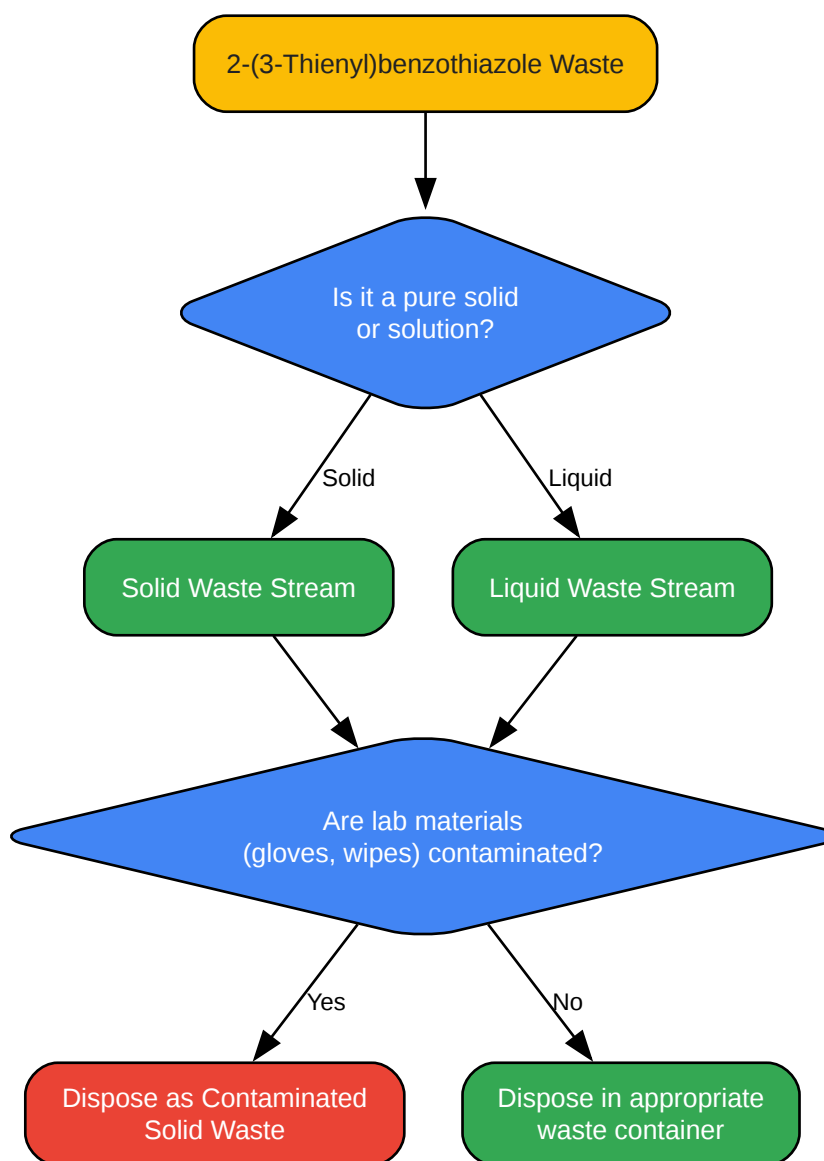 2-(3-Thienyl)benzothiazole Waste
Is it a pure solid
or solution?
Solid
Liquid
Solid Waste Stream
Liquid Waste Stream
Are lab materials
(gloves, wipes) contaminated?
Yes
No
Dispose as Contaminated
Solid Waste
Dispose in appropriate
waste container